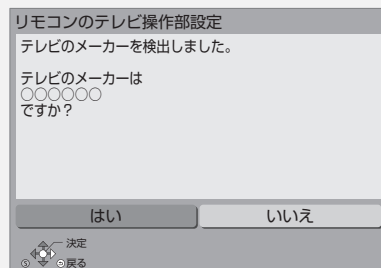 リモコンのテレビ操作部設定
テレビのメーカーを検出しました。
テレビのメーカーは
○○○○○○
ですか？
はい
いいえ
決定
S
戻る